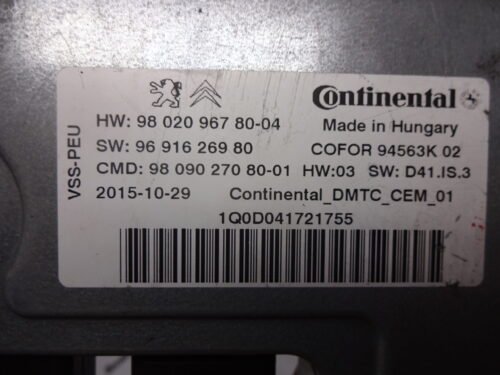 Continental
VSS-PEU
HW: 98 020 967 80-04
Made in Hungary
SW: 96 916 269 80
COFOR 94563K 02
CMD: 98 090 270 80-01 HW:03 SW: D41.IS.3
2015-10-29 Continental_DMTC_CEM_01
1Q0D041721755